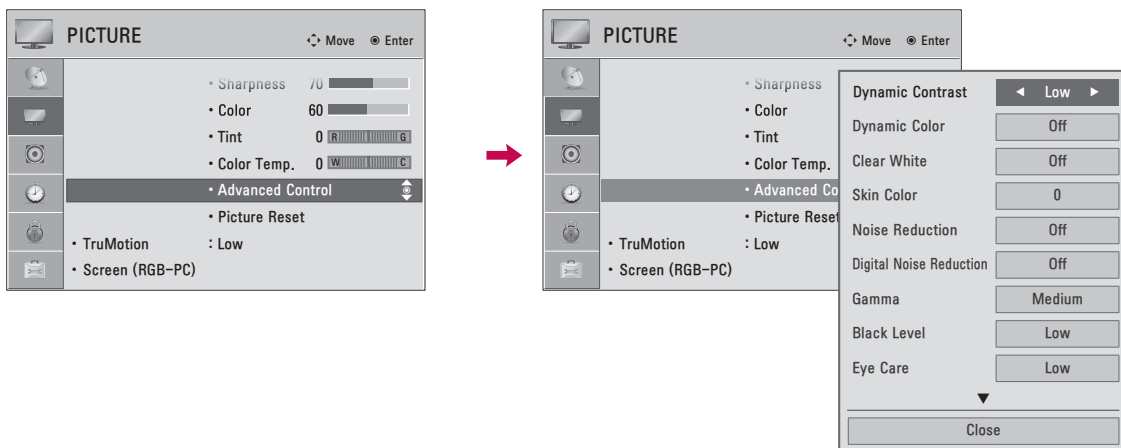 PICTURE Move Enter
• Sharpness 70
• Color 60
• Tint 0 R G
• Color Temp. 0 W C
• Advanced Control
• Picture Reset
• TruMotion : Low
• Screen (RGB-PC)
PICTURE Move Enter
• Sharpness
• Color
• Tint
• Color Temp.
• Advanced Co
• Picture Reset
• TruMotion : Low
• Screen (RGB-PC)
Dynamic Contrast ◄ Low ►
Dynamic Color Off
Clear White Off
Skin Color 0
Noise Reduction Off
Digital Noise Reduction Off
Gamma Medium
Black Level Low
Eye Care Low
▼
Close